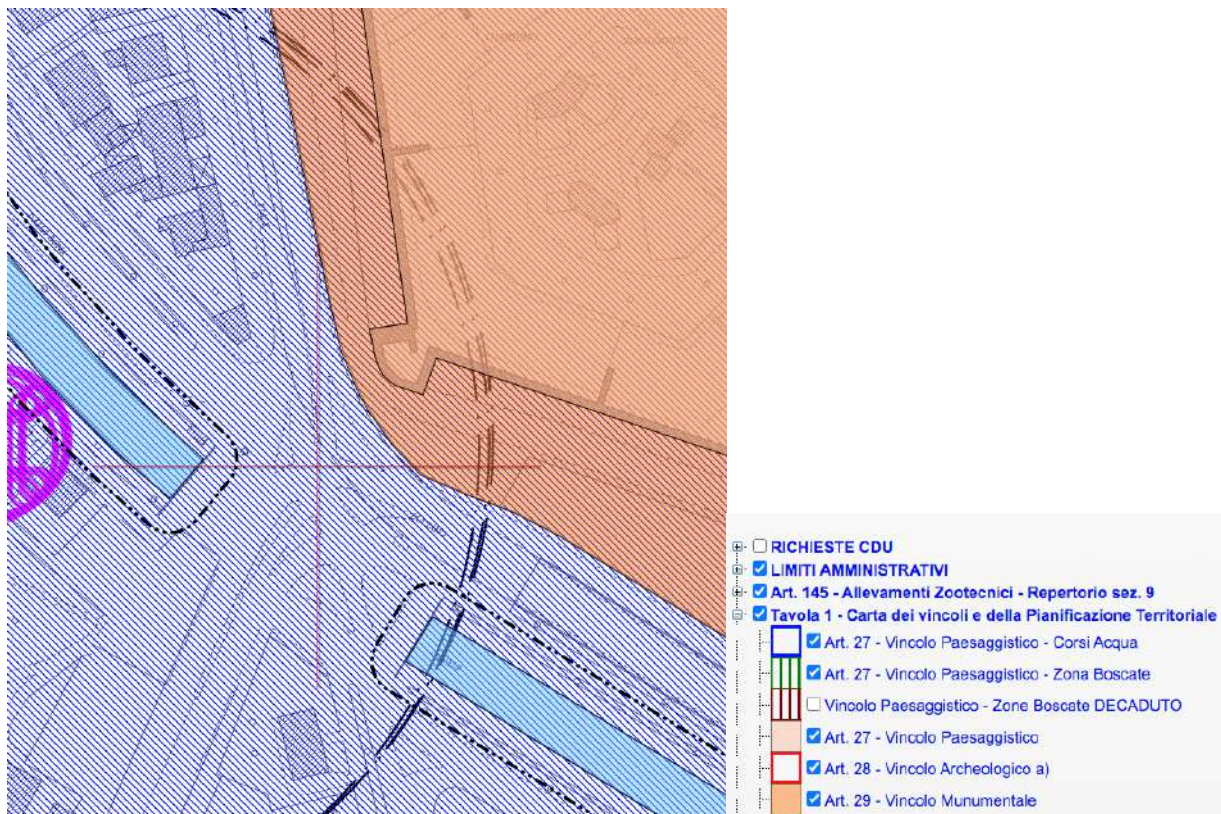 RICHIESTE CDU
LIMITI AMMINISTRATIVI
Art. 145 - Allevamenti Zootecnici - Repertorio sez. 9
Tavola 1 - Carta dei vincoli e della Pianificazione Territoriale
Art. 27 - Vincolo Paesaggistico - Corsi Acqua
Art. 27 - Vincolo Paesaggistico - Zona Boscate
Vincolo Paesaggistico - Zone Boscate DECADUTO
Art. 27 - Vincolo Paesaggistico
Art. 28 - Vincolo Archeologico a)
Art. 29 - Vincolo Munumentale